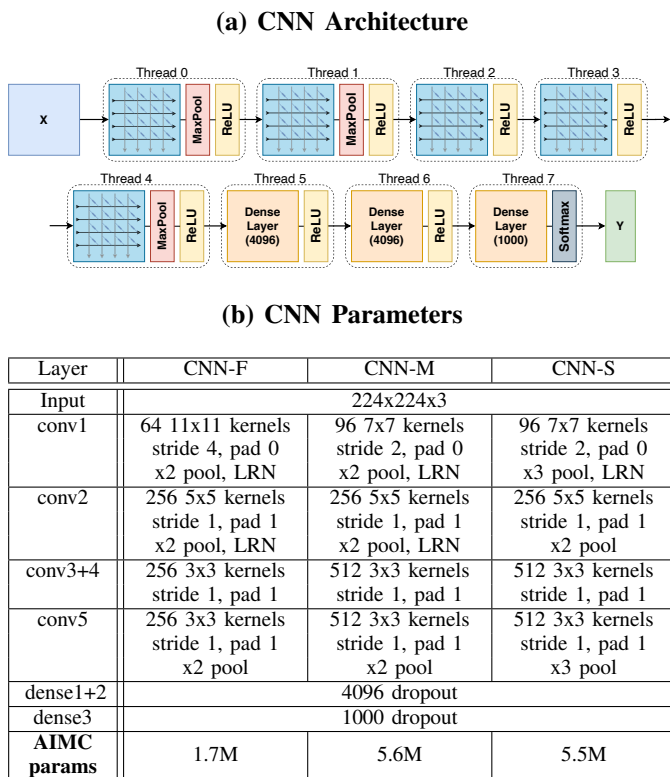 (a) CNN Architecture
Thread 0 Thread 1 Thread 2 Thread 3
X MaxPool ReLU MaxPool ReLU ReLU ReLU
Thread 4 Thread 5 Thread 6 Thread 7
MaxPool ReLU Dense Layer (4096) ReLU Dense Layer (4096) ReLU Dense Layer (1000) Softmax Y
(b) CNN Parameters
Layer CNN-F CNN-M CNN-S
Input 224x224x3
conv1 64 11x11 kernels 96 7x7 kernels 96 7x7 kernels
stride 4, pad 0 stride 2, pad 0 stride 2, pad 0
x2 pool, LRN x2 pool, LRN x3 pool, LRN
conv2 256 5x5 kernels 256 5x5 kernels 256 5x5 kernels
stride 1, pad 1 stride 1, pad 1 stride 1, pad 1
x2 pool, LRN x2 pool, LRN x2 pool
conv3+4 256 3x3 kernels 512 3x3 kernels 512 3x3 kernels
stride 1, pad 1 stride 1, pad 1 stride 1, pad 1
conv5 256 3x3 kernels 512 3x3 kernels 512 3x3 kernels
stride 1, pad 1 stride 1, pad 1 stride 1, pad 1
x2 pool x2 pool x3 pool
dense1+2 4096 dropout
dense3 1000 dropout
AIMC
params 1.7M 5.6M 5.5M